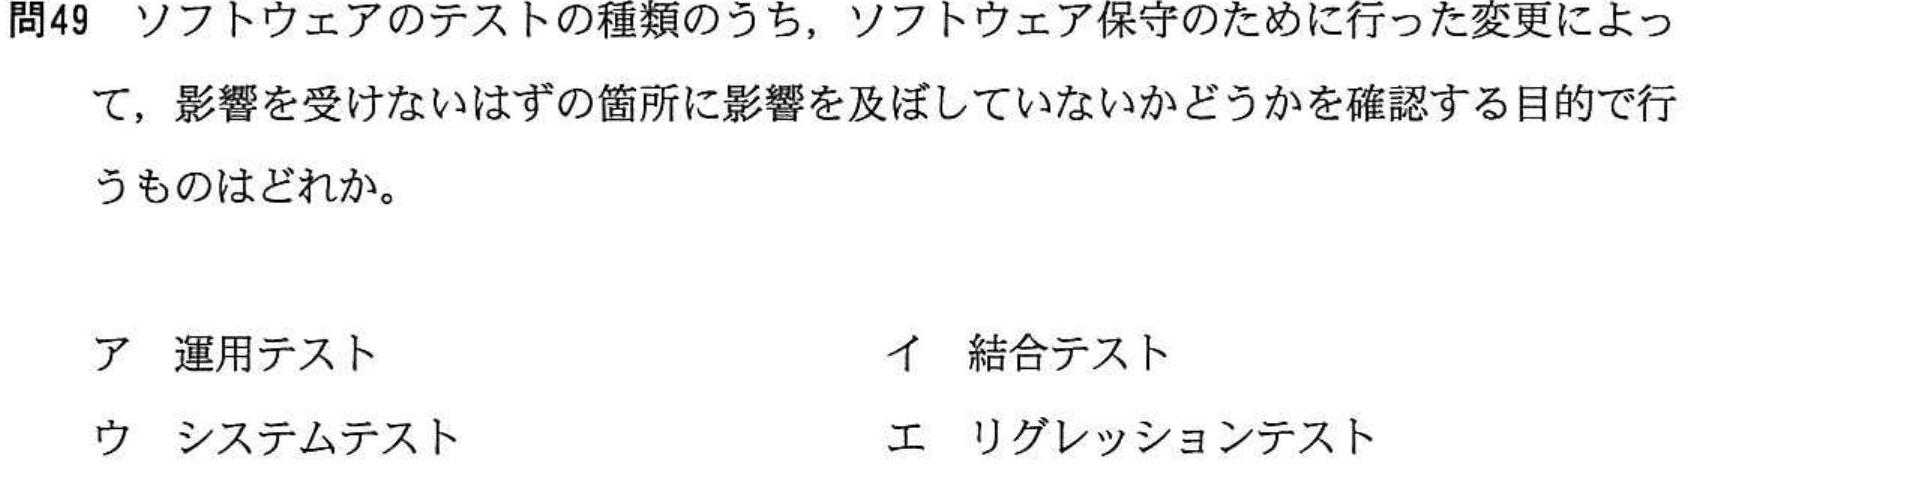 問49 ソフトウェアのテストの種類のうち，ソフトウェア保守のために行った変更によっ
て，影響を受けないはずの箇所に影響を及ぼしていないかどうかを確認する目的で行
うものはどれか。
ア 運用テスト イ 結合テスト
ウ システムテスト エ リグレッションテスト